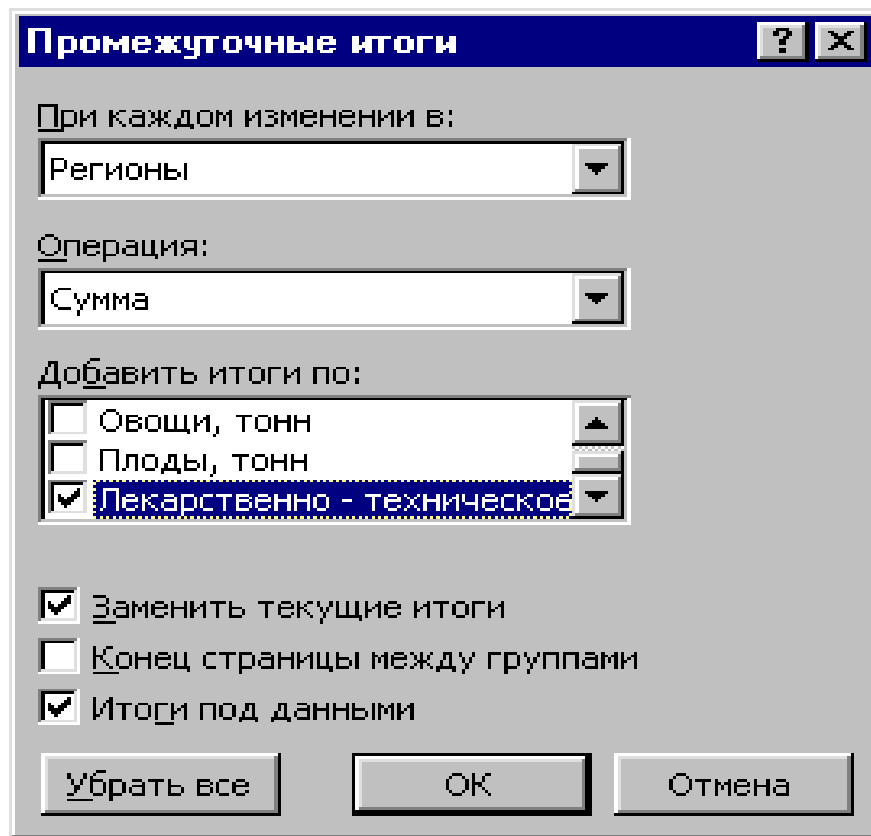 Промежуточные итоги ? ×
При каждом изменении в:
Регионы
Операция:
Сумма
Добавить итоги по:
Овощи, тонн
Плоды, тонн
Лекарственно - техническое
Заменить текущие итоги
Конец страницы между группами
Итоги под данными
Убрать все ОК Отмена